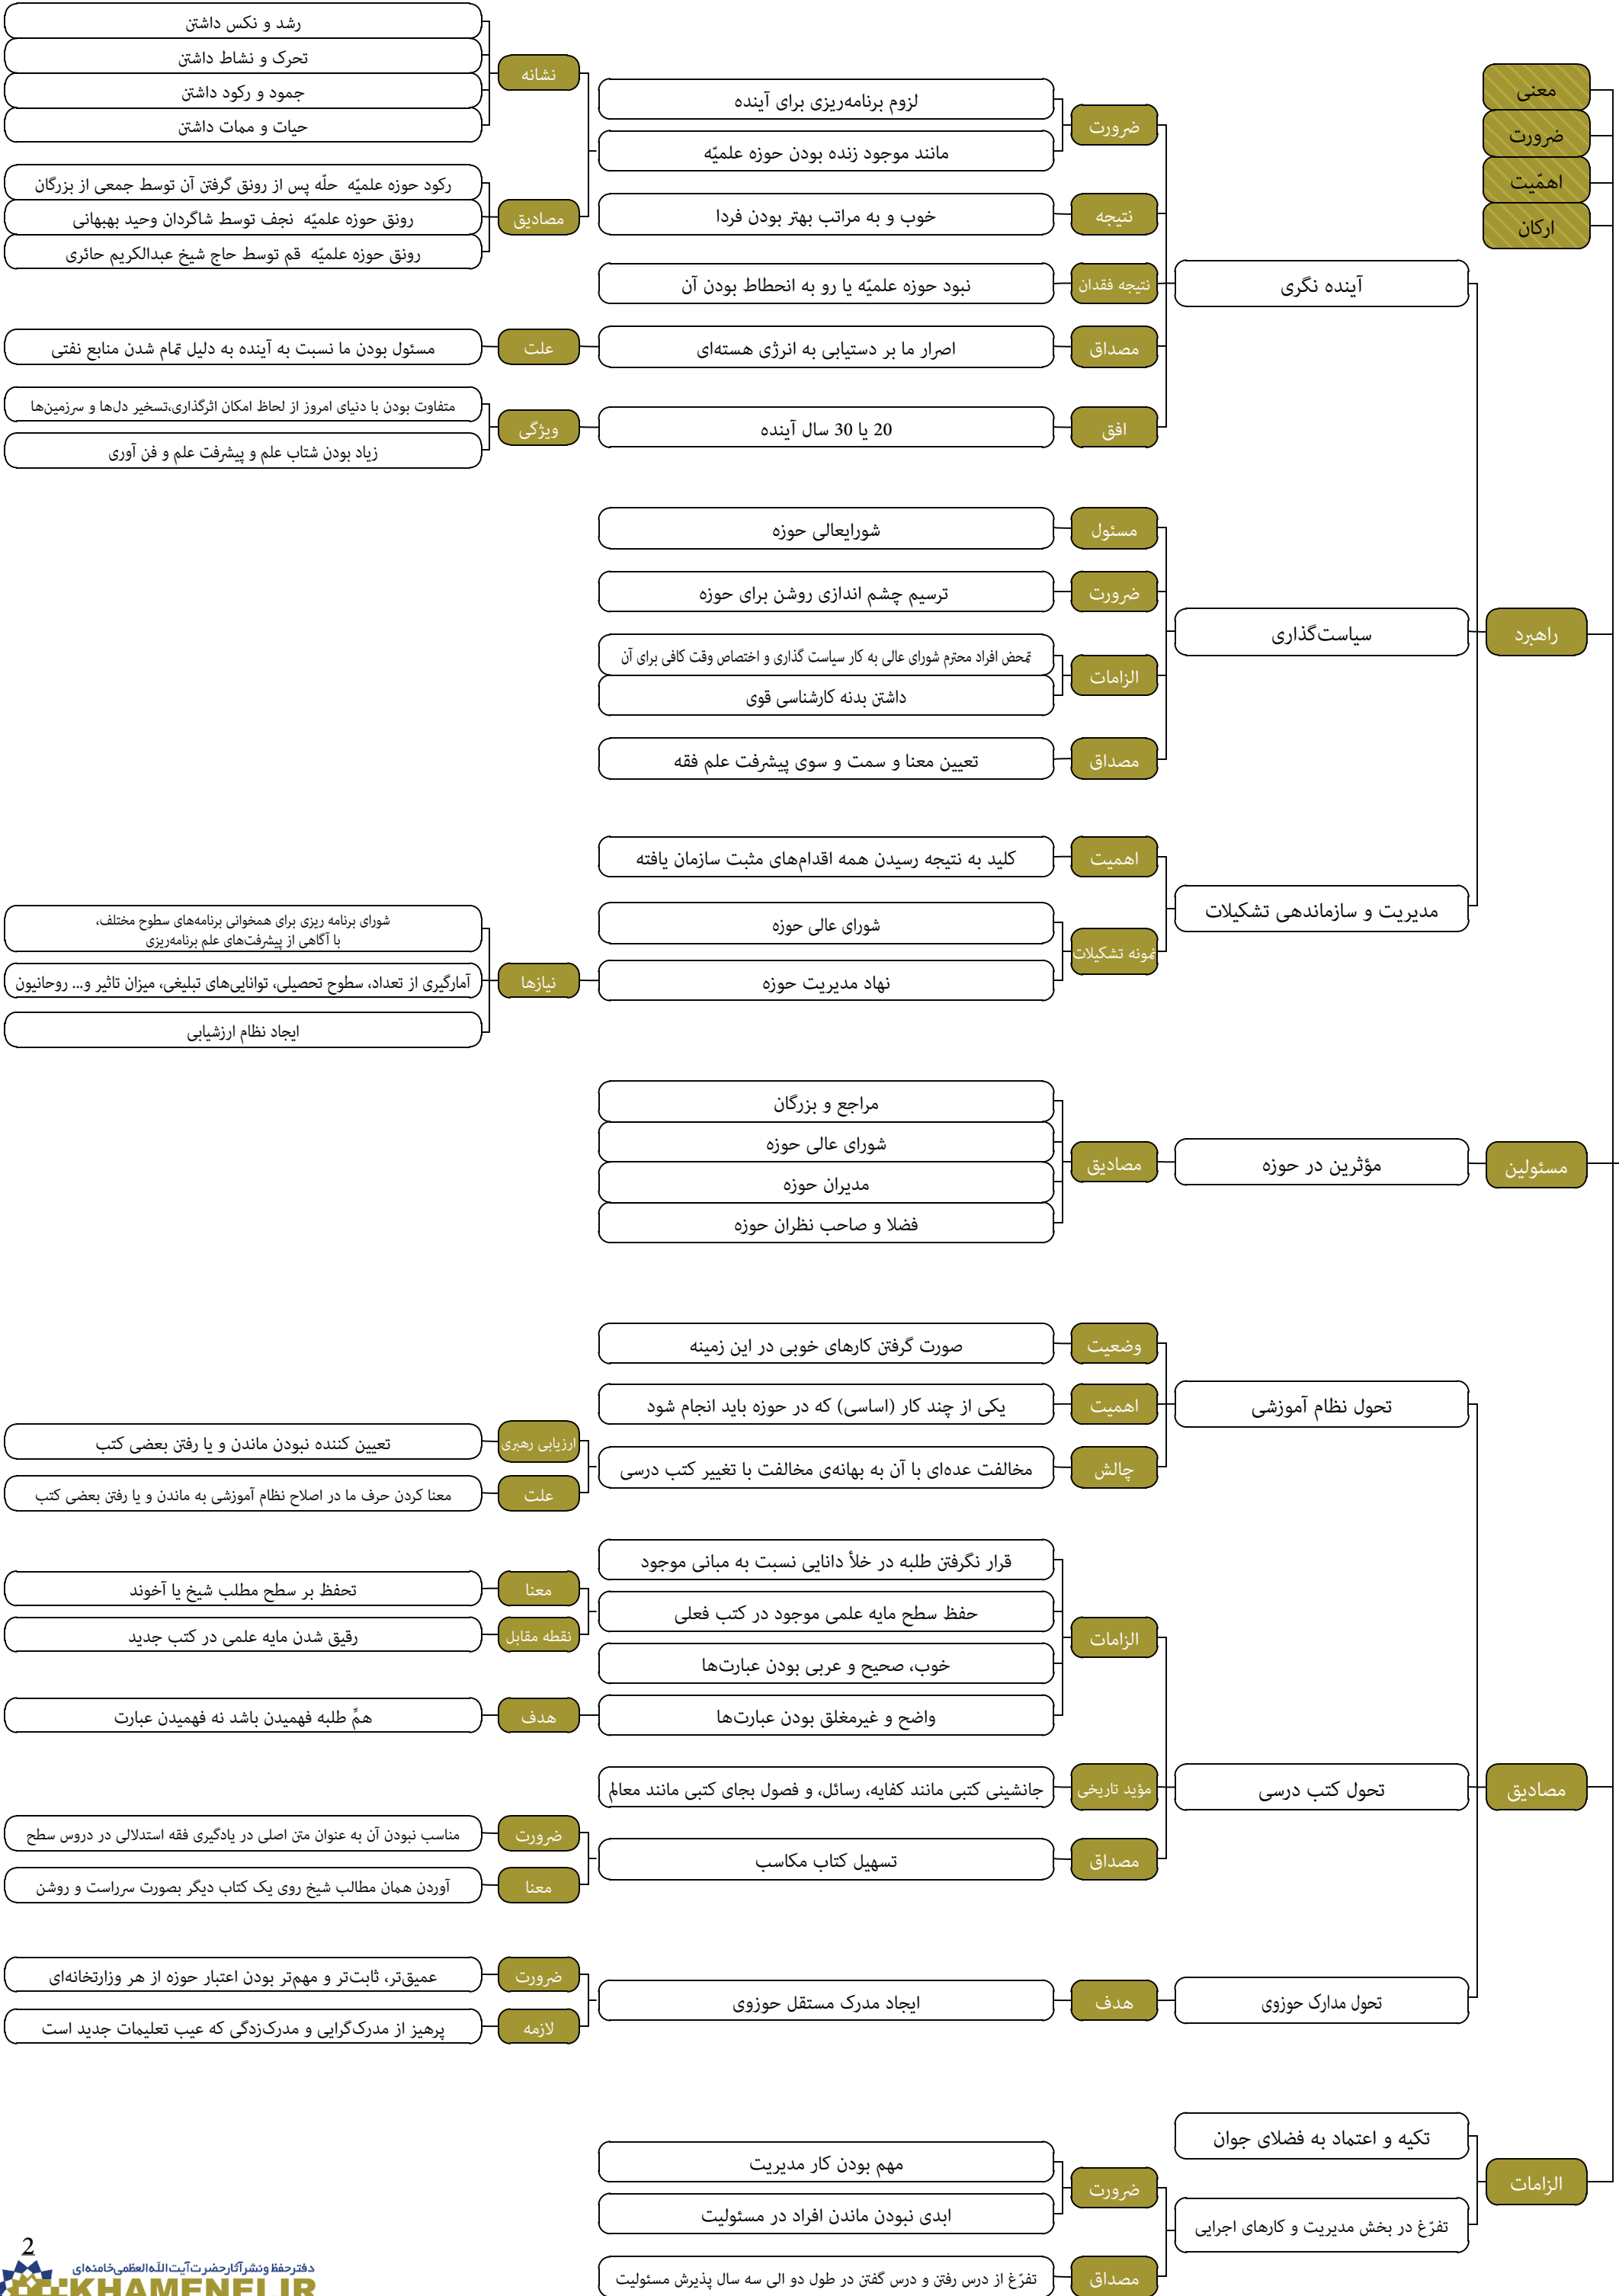 معنی
ضرورت
اهمّیت
ارکان
راهبرد
آینده نگری
ضرورت
لزوم برنامه‌ریزی برای آینده
مانند موجود زنده بودن حوزه علمیّه
نشانه
رشد و نکس داشتن
تحرک و نشاط داشتن
جمود و رکود داشتن
حیات و ممات داشتن
مصادیق
رکود حوزه علمیّه حلّه پس از رونق گرفتن آن توسط جمعی از بزرگان
رونق حوزه علمیّه نجف توسط شاگردان وحید بهبهانی
رونق حوزه علمیّه قم توسط حاج شیخ عبدالکریم حائری
نتیجه
خوب و به مراتب بهتر بودن فردا
نتیجه فقدان
نبود حوزه علمیّه یا رو به انحطاط بودن آن
مصداق
اصرار ما بر دستیابی به انرژی هسته‌ای
علت
مسئول بودن ما نسبت به آینده به دلیل تمام شدن منابع نفتی
افق
20 یا 30 سال آینده
ویژگی
متفاوت بودن با دنیای امروز از لحاظ امکان اثرگذاری،تسخیر دل‌ها و سرزمین‌ها
زیاد بودن شتاب علم و پیشرفت علم و فن آوری
سیاست‌گذاری
مسئول
شورایعالی حوزه
ضرورت
ترسیم چشم اندازی روشن برای حوزه
الزامات
تمحض افراد محترم شورای عالی به کار سیاست گذاری و اختصاص وقت کافی برای آن
داشتن بدنه کارشناسی قوی
مصداق
تعیین معنا و سمت و سوی پیشرفت علم فقه
مدیریت و سازماندهی تشکیلات
اهمیت
کلید به نتیجه رسیدن همه اقدام‌های مثبت سازمان یافته
نمونه تشکیلات
شورای عالی حوزه
نهاد مدیریت حوزه
نیازها
شورای برنامه ریزی برای همخوانی برنامه‌های سطوح مختلف،
با آگاهی از پیشرفت‌های علم برنامه‌ریزی
آمارگیری از تعداد، سطوح تحصیلی، توانایی‌های تبلیغی، میزان تاثیر و... روحانیون
ایجاد نظام ارزشیابی
مسئولین
مؤثرین در حوزه
مصادیق
مراجع و بزرگان
شورای عالی حوزه
مدیران حوزه
فضلا و صاحب نظران حوزه
مصادیق
تحول نظام آموزشی
وضعیت
صورت گرفتن کارهای خوبی در این زمینه
اهمیت
یکی از چند کار (اساسی) که در حوزه باید انجام شود
چالش
مخالفت عده‌ای با آن به بهانه‌ی مخالفت با تغییر کتب درسی
ارزیابی رهبری
تعیین کننده نبودن ماندن و یا رفتن بعضی کتب
علت
معنا کردن حرف ما در اصلاح نظام آموزشی به ماندن و یا رفتن بعضی کتب
تحول کتب درسی
الزامات
قرار نگرفتن طلبه در خلأ دانایی نسبت به مبانی موجود
حفظ سطح مایه علمی موجود در کتب فعلی
معنا
تحفظ بر سطح مطلب شیخ یا آخوند
نقطه مقابل
رقیق شدن مایه علمی در کتب جدید
خوب، صحیح و عربی بودن عبارت‌ها
واضح و غیرمغلق بودن عبارت‌ها
هدف
همِّ طلبه فهمیدن باشد نه فهمیدن عبارت
مؤید تاریخی
جانشینی کتبی مانند کفایه، رسائل، و فصول بجای کتبی مانند معالم
مصداق
تسهیل کتاب مکاسب
ضرورت
مناسب نبودن آن به عنوان متن اصلی در یادگیری فقه استدلالی در دروس سطح
معنا
آوردن همان مطالب شیخ روی یک کتاب دیگر بصورت سرراست و روشن
تحول مدارک حوزوی
هدف
ایجاد مدرک مستقل حوزوی
ضرورت
عمیق‌تر، ثابت‌تر و مهم‌تر بودن اعتبار حوزه از هر وزارتخانه‌ای
لازمه
پرهیز از مدرک‌گرایی و مدرک‌زدگی که عیب تعلیمات جدید است
الزامات
تکیه و اعتماد به فضلای جوان
تفرّغ در بخش مدیریت و کارهای اجرایی
ضرورت
مهم بودن کار مدیریت
ابدی نبودن ماندن افراد در مسئولیت
مصداق
تفرّغ از درس رفتن و درس گفتن در طول دو الی سه سال پذیرش مسئولیت
2
دفتر حفظ و نشر آثار حضرت آیت‌الله‌العظمی خامنه‌ای
KHAMENEI.IR